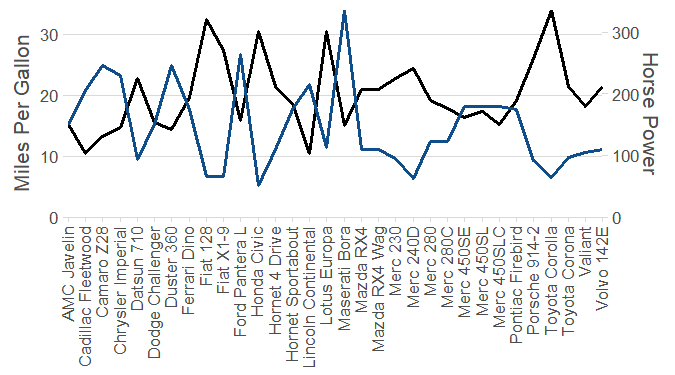 Miles Per Gallon
30
20
10
0
Horse Power
300
200
100
0
AMC Javelin
Cadillac Fleetwood
Camaro Z28
Chrysler Imperial
Datsun 710
Dodge Challenger
Duster 360
Ferrari Dino
Fiat 128
Fiat X1-9
Ford Pantera L
Honda Civic
Hornet 4 Drive
Hornet Sportabout
Lincoln Continental
Lotus Europa
Maserati Bora
Mazda RX4
Mazda RX4 Wag
Merc 230
Merc 240D
Merc 280
Merc 280C
Merc 450SE
Merc 450SL
Merc 450SLC
Pontiac Firebird
Porsche 914-2
Toyota Corolla
Toyota Corona
Valiant
Volvo 142E